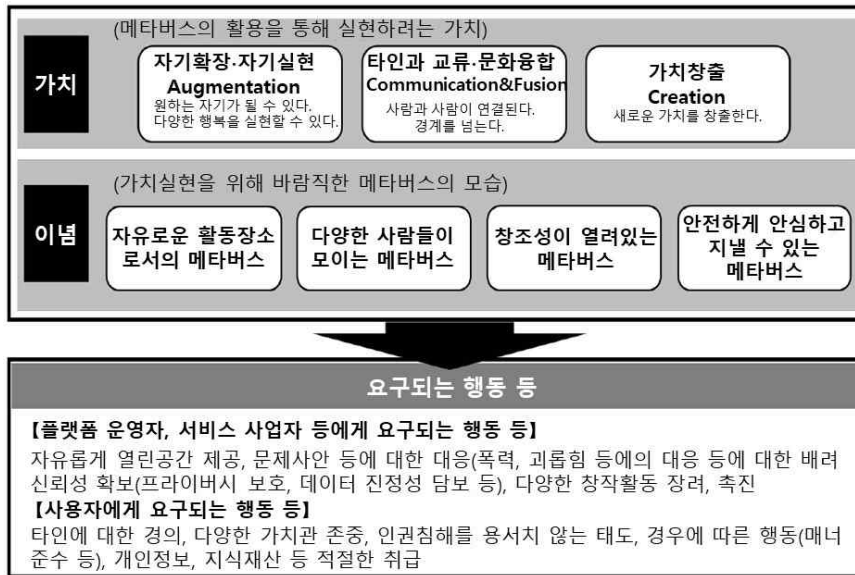 (메타버스의 활용을 통해 실현하려는 가치)
가치
자기확장·자기실현
Augmentation
원하는 자기가 될 수 있다.
다양한 행복을 실현할 수 있다.
타인과 교류·문화융합
Communication&Fusion
사람과 사람이 연결된다.
경계를 넘는다.
가치창출
Creation
새로운 가치를 창출한다.
(가치실현을 위해 바람직한 메타버스의 모습)
이념
자유로운 활동장소
로서의 메타버스
다양한 사람들이
모이는 메타버스
창조성이 열려있는
메타버스
안전하게 안심하고
지낼 수 있는
메타버스
요구되는 행동 등
【플랫폼 운영자, 서비스 사업자 등에게 요구되는 행동 등】
자유롭게 열린공간 제공, 문제사안 등에 대한 대응(폭력, 괴롭힘 등에의 대응 등에 대한 배려
신뢰성 확보(프라이버시 보호, 데이터 진정성 담보 등), 다양한 창작활동 장려, 촉진
【사용자에게 요구되는 행동 등】
타인에 대한 경의, 다양한 가치관 존중, 인권침해를 용서치 않는 태도, 경우에 따른 행동(매너
준수 등), 개인정보, 지식재산 등 적절한 취급